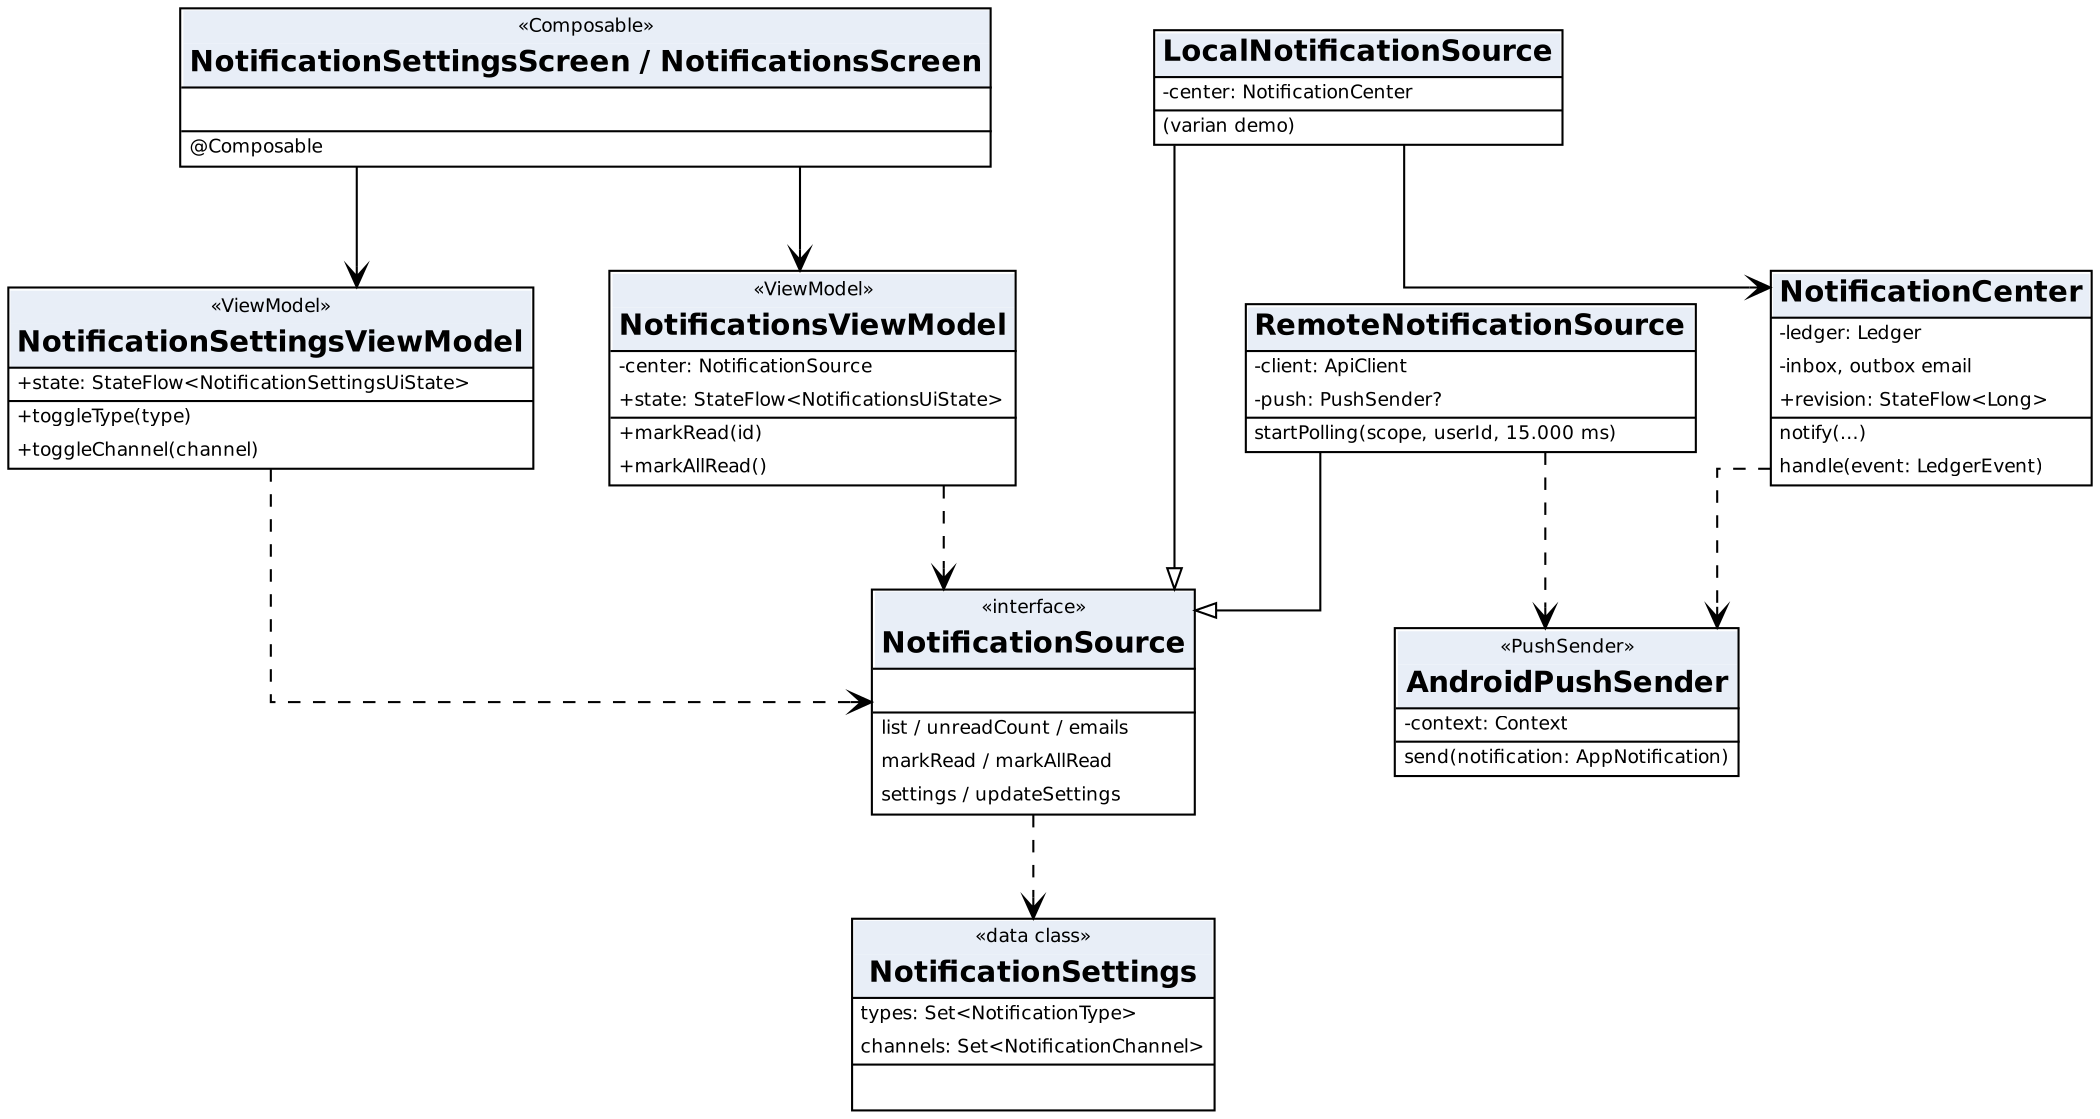 «Composable»
NotificationSettingsScreen / NotificationsScreen
@Composable
LocalNotificationSource
-center: NotificationCenter
(varian demo)
«ViewModel»
NotificationSettingsViewModel
+state: StateFlow<NotificationSettingsUiState>
+toggleType(type)
+toggleChannel(channel)
«ViewModel»
NotificationsViewModel
-center: NotificationSource
+state: StateFlow<NotificationsUiState>
+markRead(id)
+markAllRead()
RemoteNotificationSource
-client: ApiClient
-push: PushSender?
startPolling(scope, userId, 15.000 ms)
NotificationCenter
-ledger: Ledger
-inbox, outbox email
+revision: StateFlow<Long>
notify(...)
handle(event: LedgerEvent)
«interface»
NotificationSource
list / unreadCount / emails
markRead / markAllRead
settings / updateSettings
«PushSender»
AndroidPushSender
-context: Context
send(notification: AppNotification)
«data class»
NotificationSettings
types: Set<NotificationType>
channels: Set<NotificationChannel>